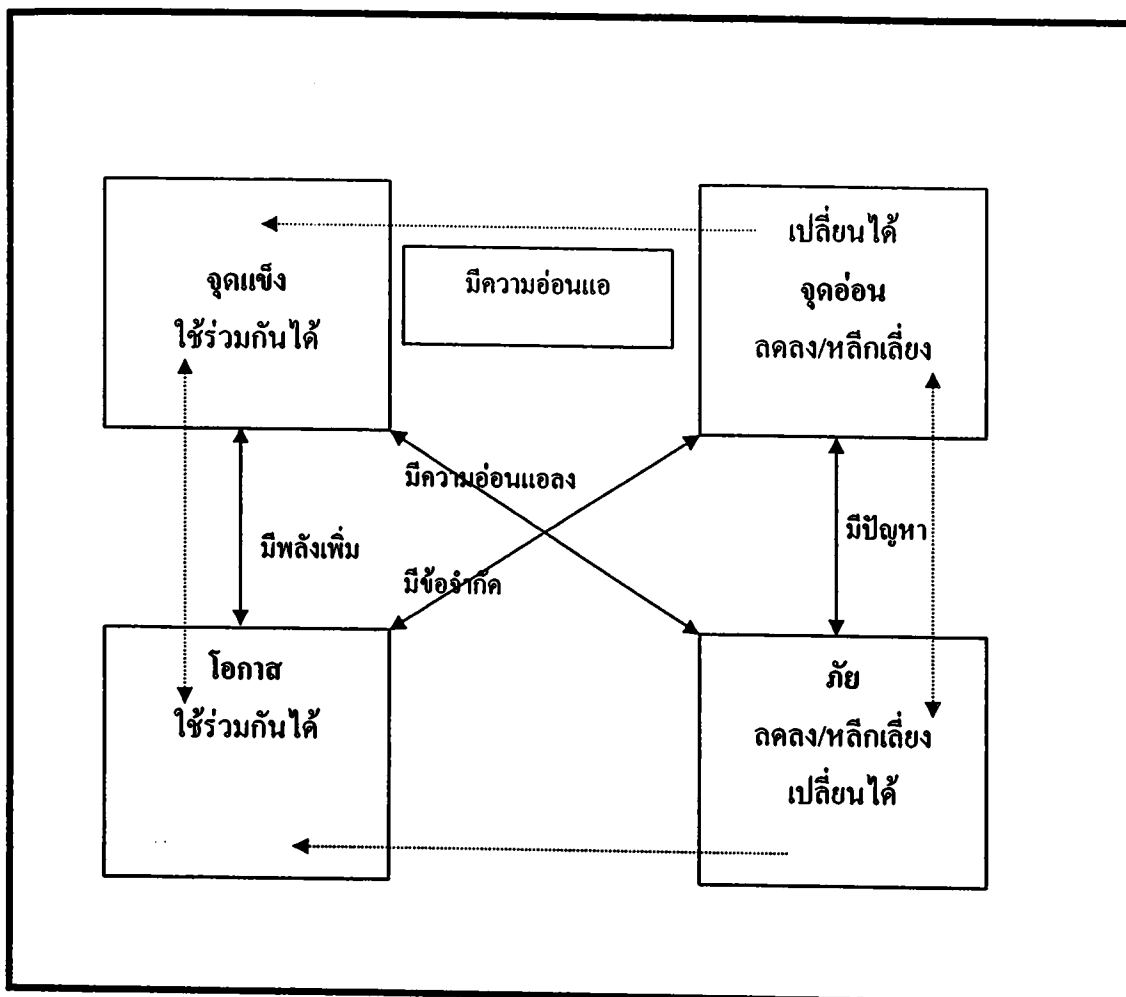 เปลี่ยนได้
จุดแข็ง
ใช้ร่วมกันได้
มีความอ่อนแอ
จุดอ่อน
ลดลง/หลีกเลี่ยง
มีความอ่อนแอลง
มีพลังเพิ่ม
มีปัญหา
มีข้อจำกัด
โอกาส
ใช้ร่วมกันได้
ภัย
ลดลง/หลีกเลี่ยง
เปลี่ยนได้